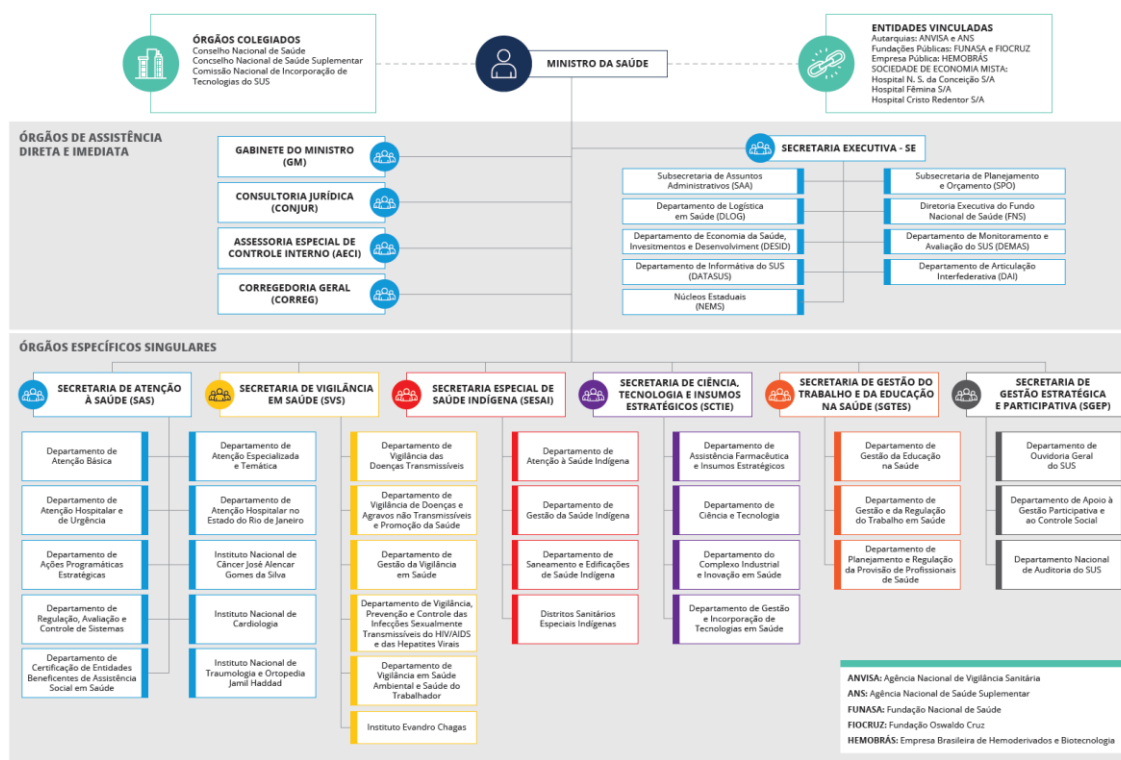 ÓRGÃOS COLEGIADOS
Conselho Nacional de Saúde
Concselho Nacional de Saúde Suplementar
Comissão Nacional de Incorporação de
Tecnologias do SUS
MINISTRO DA SAÚDE
ENTIDADES VINCULADAS
Autarquias: ANVISA e ANS
Fundações Públicas: FUNASA e FIOCRUZ
Empresa Pública: HEMOBRÁS
SOCIEDADE DE ECONOMIA MISTA:
Hospital N. S. da Conceição S/A
Hospital Fêmina S/A
Hospital Cristo Redentor S/A
ÓRGÃOS DE ASSISTÊNCIA
DIRETA E IMEDIATA
GABINETE DO MINISTRO
(GM)
CONSULTORIA JURÍDICA
(CONJUR)
ASSESSORIA ESPECIAL DE
CONTROLE INTERNO (AECI)
CORREGEDORIA GERAL
(CORREG)
SECRETARIA EXECUTIVA - SE
Subsecretaria de Assuntos
Administrativos (SAA)
Subsecretaria de Planejamento
e Orçamento (SPO)
Departamento de Logística
em Saúde (DLOG)
Diretoria Executiva do Fundo
Nacional de Saúde (FNS)
Departamento de Economia da Saúde,
Invesitmentos e Desenvolviment (DESID)
Departamento de Monitoramento e
Avaliação do SUS (DEMAS)
Departamento de Informátiva do SUS
(DATASUS)
Departamento de Articulação
Interfederativa (DAI)
Núcleos Estaduais
(NEMS)
ÓRGÃOS ESPECÍFICOS SINGULARES
SECRETARIA DE ATENÇÃO
À SAÚDE (SAS)
Departamento de
Atenção Básica
Departamento de
Atenção Hospitalar e
de Urgência
Departamento de
Ações Programáticas
Estratégicas
Departamento de
Regulação, Avaliação e
Controle de Sistemas
Departamento de
Certificação de Entidades
Beneficentes de Assistência
Social em Saúde
Departamento de
Atenção Especializada
e Temática
Departamento de
Atenção Hospitalar no
Estado do Rio de Janeiro
Instituto Nacional de
Câncer José Alencar
Gomes da Silva
Instituto Nacional de
Cardiologia
Instituto Nacional de
Traumologia e Ortopedia
Jamil Haddad
SECRETARIA DE VIGILÂNCIA
EM SAÚDE (SVS)
Departamento de
Vigilância das
Doenças Transmissíveis
Departamento de
Vigilância de Doenças e
Agravos não Transmissíveis
e Promoção da Saúde
Departamento de
Gestão da Vigilância
em Saúde
Departamento de Vigilância,
Prevenção e Controle das
Infecções Sexualmente
Transmissíveis do HIV/AIDS
e das Hepatites Virais
Departamento de
Vigilância em Saúde
Ambiental e Saúde do
Trabalhador
Instituto Evandro Chagas
SECRETARIA ESPECIAL DE
SAÚDE INDÍGENA (SESAI)
Departamento de
Atenção à Saúde Indígena
Departamento de
Gestão da Saúde Indígena
Departamento de
Saneamento e Edificações
de Saúde Indígena
Distritos Sanitários
Especiais Indígenas
SECRETARIA DE CIÊNCIA,
TECNOLOGIA E INSUMOS
ESTRATÉGICOS (SCTIE)
Departamento de
Assistência Farmacêutica
e Insumos Estratégicos
Departamento de
Ciência e Tecnologia
Departamento do
Complexo Industrial
e Inovação em Saúde
Departamento de Gestão
e Incorporação de
Tecnologias em Saúde
SECRETARIA DE GESTÃO DO
TRABALHO E DA EDUCAÇÃO
NA SAÚDE (SGTES)
Departamento de
Gestão da Educação
na Saúde
Departamento de
Gestão e da Regulação
do Trabalho em Saúde
Departamento de
Planejamento e Regulação
da Provisão de Profissionais
de Saúde
SECRETARIA DE
GESTÃO ESTRATÉGICA
E PARTICIPATIVA (SGEP)
Departamento de
Ouvidoria Geral
do SUS
Departamento de Apoio à
Gestão Participativa e
ao Controle Social
Departamento Nacional
de Auditoria do SUS
ANVISA: Agência Nacional de Vigilância Sanitária
ANS: Agência Nacional de Saúde Suplementar
FUNASA: Fundação Nacional de Saúde
FIOCRUZ: Fundação Oswaldo Cruz
HEMOBRÁS: Empresa Brasileira de Hemoderivados e Biotecnologia